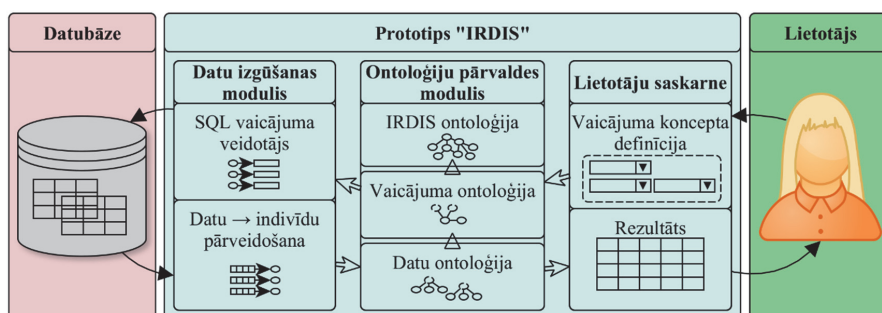 Datubāze
Prototips "IRDIS"
Lietotājs
Datu izgūšanas
modulis
SQL vaicājuma
veidotājs
Datu → indivīdu
pārveidošana
Ontoloģiju pārvaldes
modulis
IRDIS ontoloģija
Vaicājuma ontoloģija
Datu ontoloģija
Lietotāju saskarne
Vaicājuma koncepta
definīcija
Rezultāts